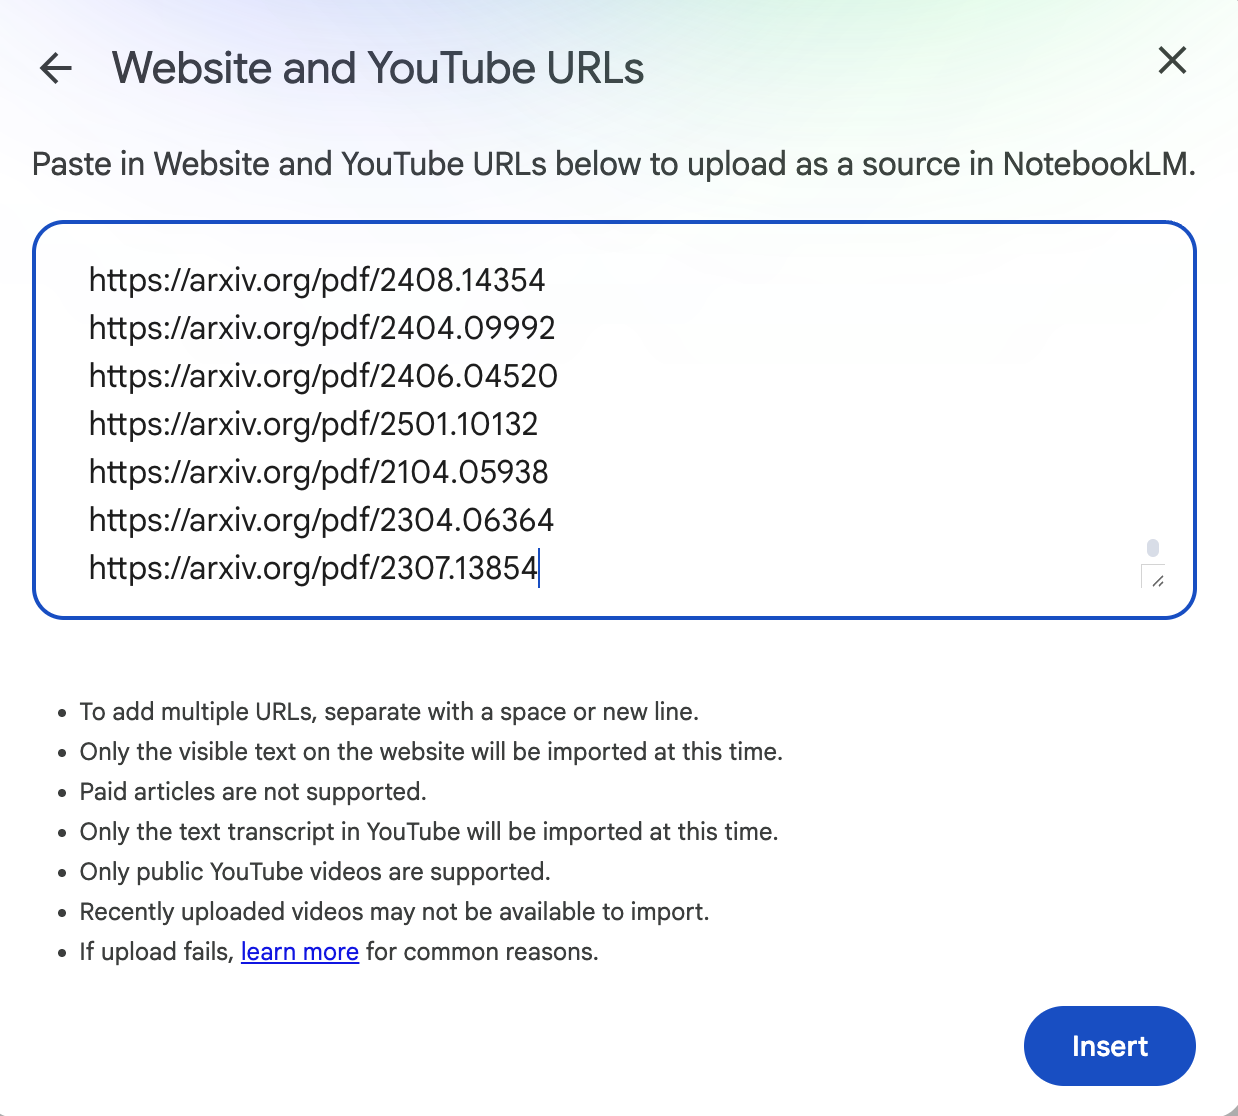 Website and YouTube URLs
Paste in Website and YouTube URLs below to upload as a source in NotebookLM.
https://arxiv.org/pdf/2408.14354
https://arxiv.org/pdf/2404.09992
https://arxiv.org/pdf/2406.04520
https://arxiv.org/pdf/2501.10132
https://arxiv.org/pdf/2104.05938
https://arxiv.org/pdf/2304.06364
https://arxiv.org/pdf/2307.13854
• To add multiple URLs, separate with a space or new line.
• Only the visible text on the website will be imported at this time.
• Paid articles are not supported.
• Only the text transcript in YouTube will be imported at this time.
• Only public YouTube videos are supported.
• Recently uploaded videos may not be available to import.
• If upload fails, learn more for common reasons.
Insert